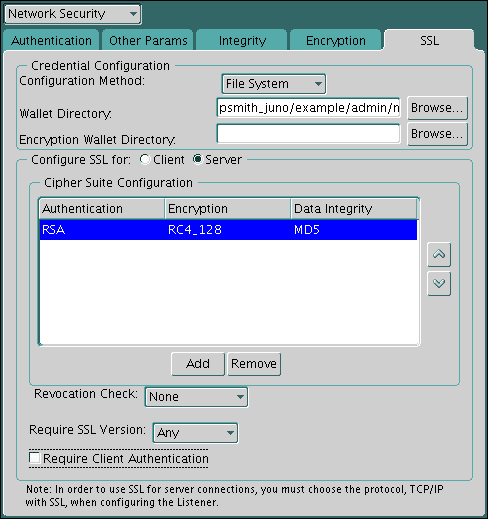 Network Security
Authentication Other Params Integrity Encryption SSL
Credential Configuration
Configuration Method: File System
Wallet Directory: psmith_juno/example/admin/n Browse...
Encryption Wallet Directory: Browse...
Configure SSL for: Client Server
Cipher Suite Configuration
Authentication Encryption Data Integrity
RSA RC4_128 MD5
Add Remove
Revocation Check: None
Require SSL Version: Any
Require Client Authentication
Note: In order to use SSL for server connections, you must choose the protocol, TCP/IP
with SSL, when configuring the Listener.